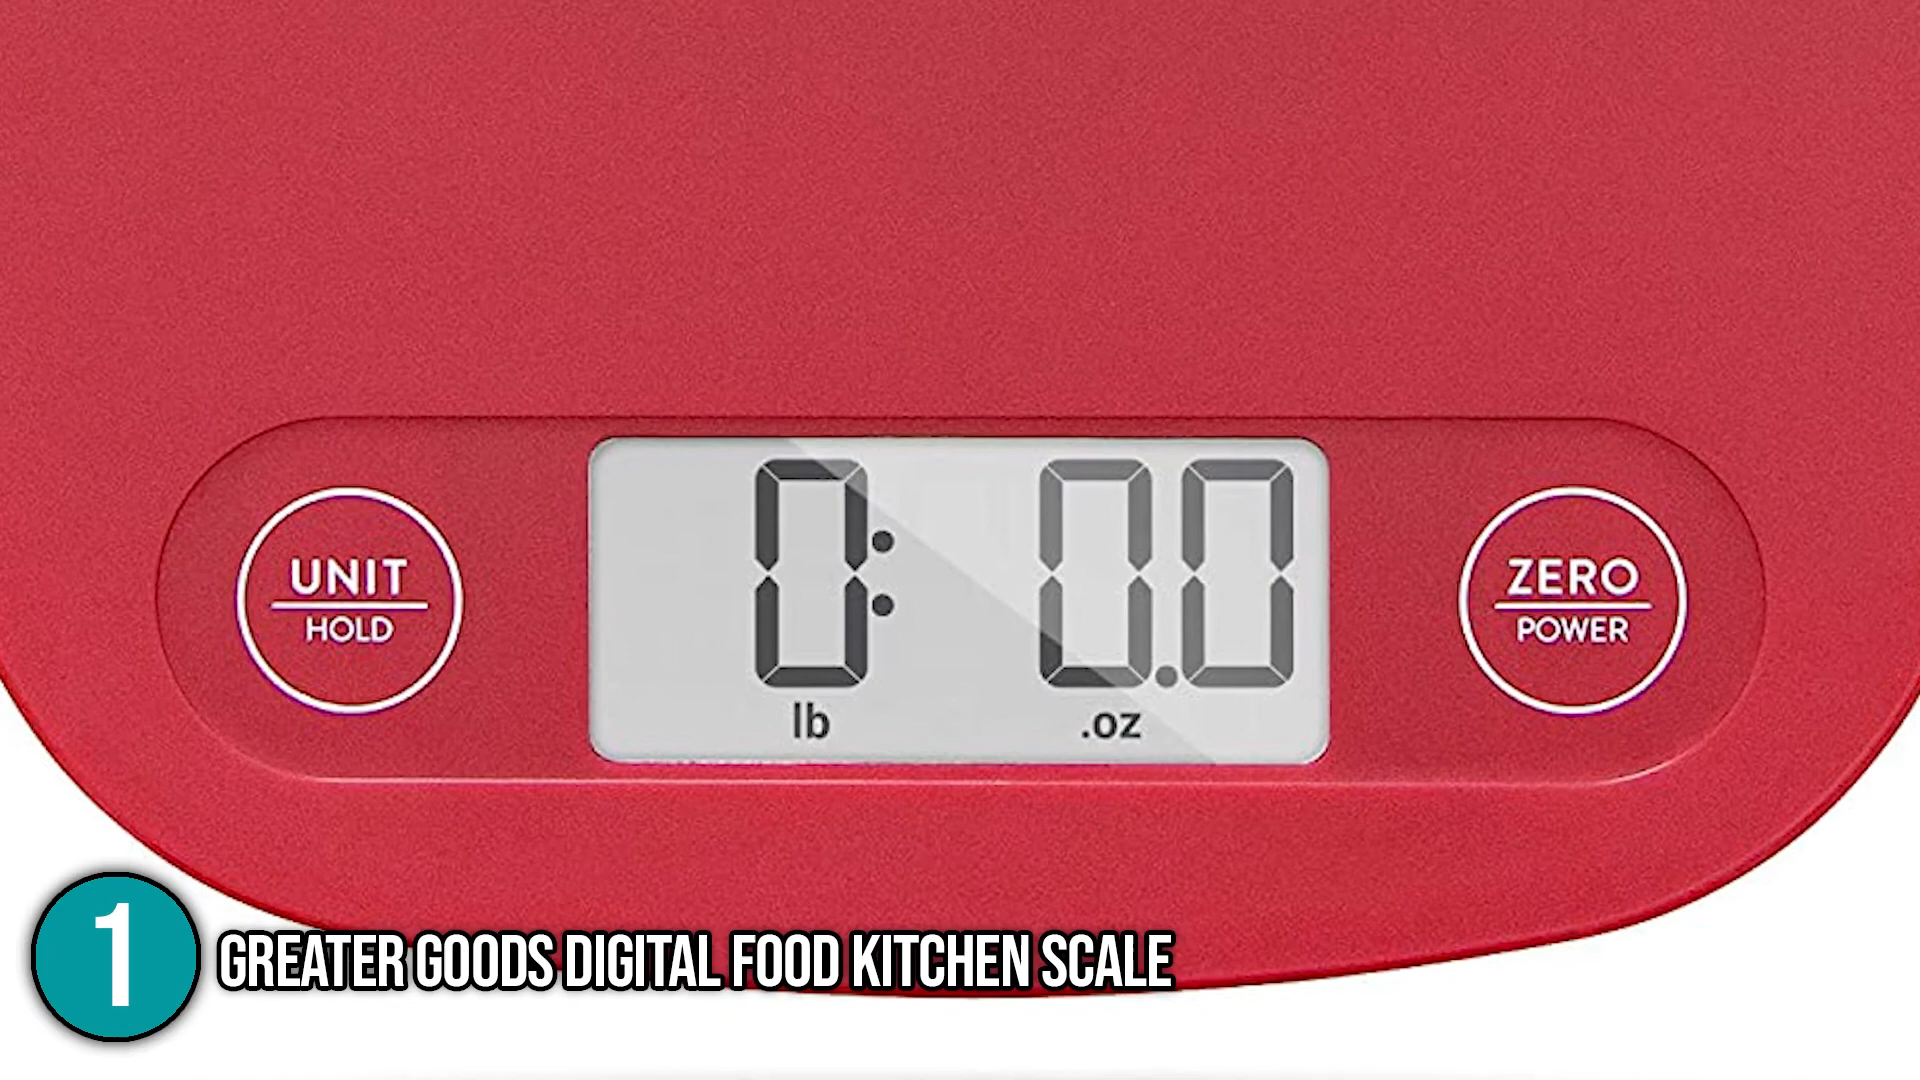 UNIT
HOLD
0: 0.0
lb .oz
ZERO
POWER
1
GREATER GOODS DIGITAL FOOD KITCHEN SCALE